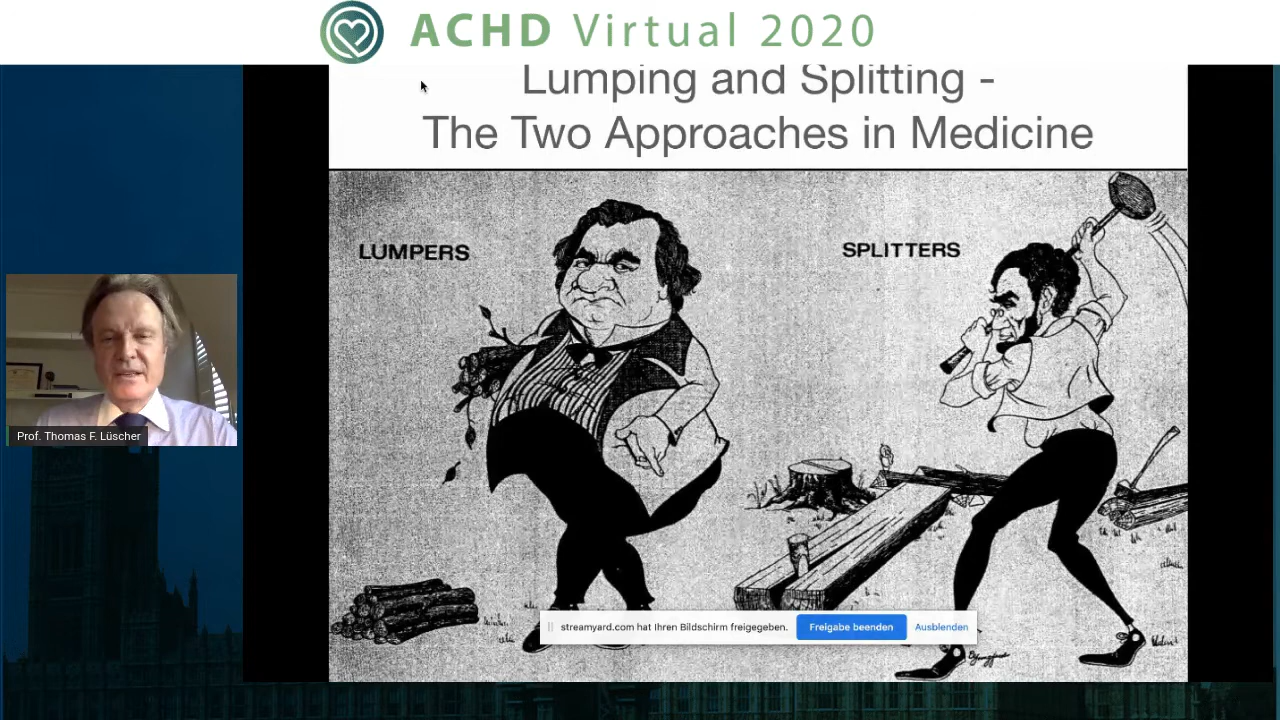 ACHD Virtual 2020
Lumping and Splitting -
The Two Approaches in Medicine
LUMPERS
SPLITTERS
Prof. Thomas F. Lüscher
streamyard.com hat Ihren Bildschirm freigegeben.
Freigabe beenden
Ausblenden